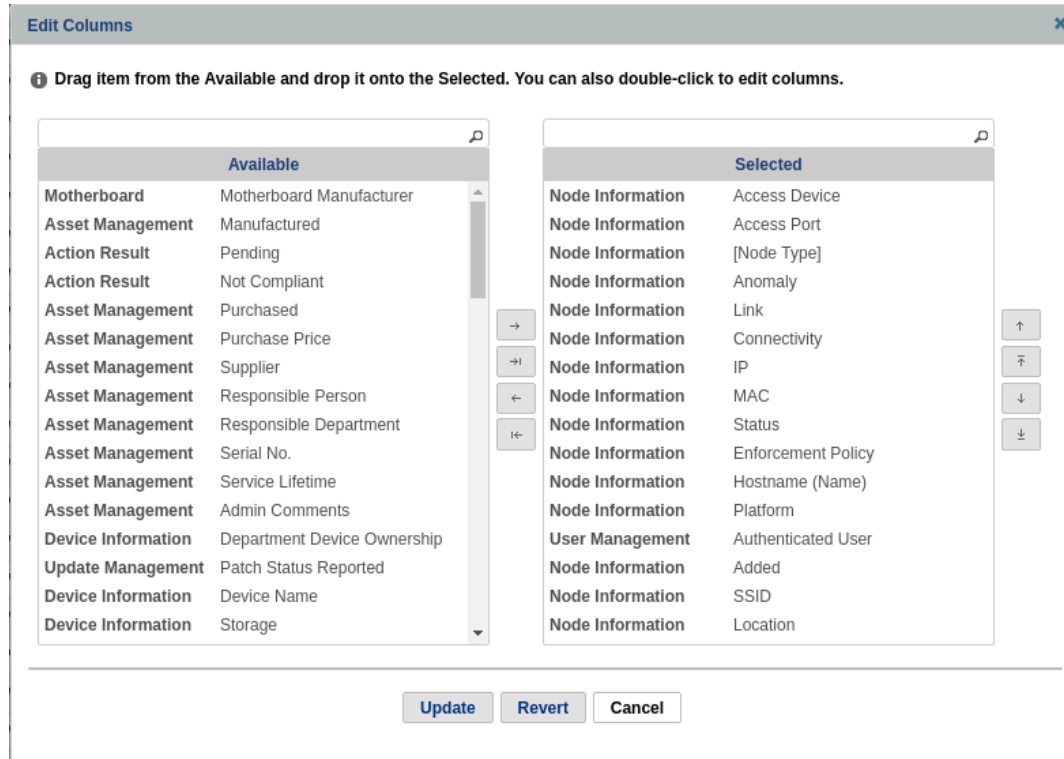 Edit Columns
Drag item from the Available and drop it onto the Selected. You can also double-click to edit columns.
Available
Motherboard Motherboard Manufacturer
Asset Management Manufactured
Action Result Pending
Action Result Not Compliant
Asset Management Purchased
Asset Management Purchase Price
Asset Management Supplier
Asset Management Responsible Person
Asset Management Responsible Department
Asset Management Serial No.
Asset Management Service Lifetime
Asset Management Admin Comments
Device Information Department Device Ownership
Update Management Patch Status Reported
Device Information Device Name
Device Information Storage
Selected
Node Information Access Device
Node Information Access Port
Node Information [Node Type]
Node Information Anomaly
Node Information Link
Node Information Connectivity
Node Information IP
Node Information MAC
Node Information Status
Node Information Enforcement Policy
Node Information Hostname (Name)
Node Information Platform
User Management Authenticated User
Node Information Added
Node Information SSID
Node Information Location
Update Revert Cancel